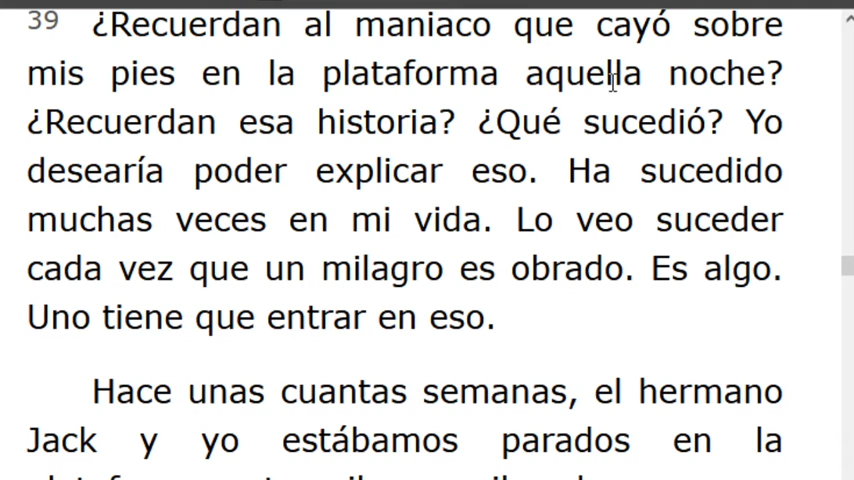 39 ¿Recuerdan al maniaco que cayó sobre
mis pies en la plataforma aquella noche?
¿Recuerdan esa historia? ¿Qué sucedió? Yo
desearía poder explicar eso. Ha sucedido
muchas veces en mi vida. Lo veo suceder
cada vez que un milagro es obrado. Es algo.
Uno tiene que entrar en eso.
Hace unas cuantas semanas, el hermano
Jack y yo estábamos parados en la